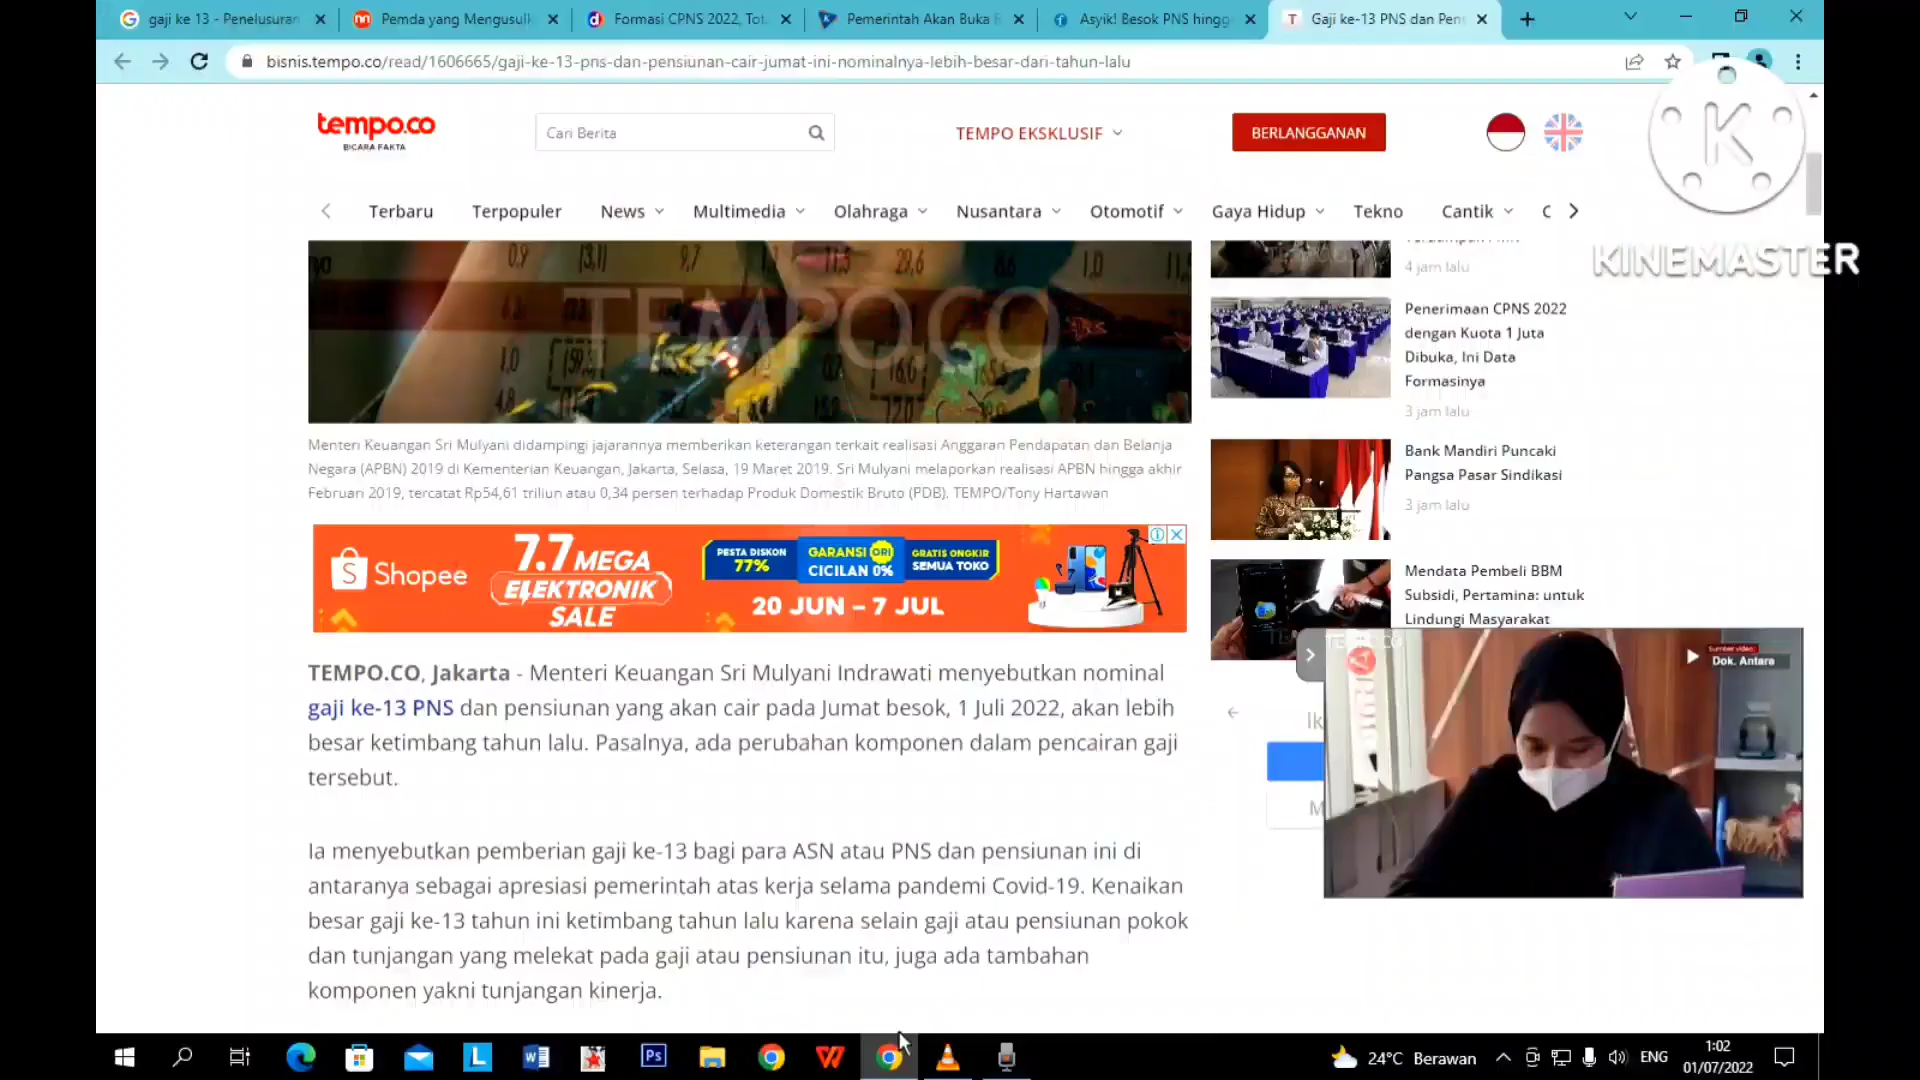 gaji ke 13 - Penelusuran
Pemda yang Mengusulk
Formasi CPNS 2022, Tot
Pemerintah Akan Buka
Asyik! Besok PNS hingg
Gaji ke-13 PNS dan Pens
bisnis.tempo.co/read/1606665/gaji-ke-13-pns-dan-pensiunan-cair-jumat-ini-nominalnya-lebih-besar-dari-tahun-lalu
tempo.co
BICARA FAKTA
Cari Berita
TEMPO EKSKLUSIF
BERLANGGANAN
K
KINEMASTER
Terbaru
Terpopuler
News
Multimedia
Olahraga
Nusantara
Otomotif
Gaya Hidup
Tekno
Cantik
TEMPO.CO
4 jam lalu
Penerimaan CPNS 2022
dengan Kuota 1 Juta
Dibuka, Ini Data
Formasinya
3 jam lalu
Menteri Keuangan Sri Mulyani didampingi jajarannya memberikan keterangan terkait realisasi Anggaran Pendapatan dan Belanja
Negara (APBN) 2019 di Kementerian Keuangan, Jakarta, Selasa, 19 Maret 2019. Sri Mulyani melaporkan realisasi APBN hingga akhir
Februari 2019, tercatat Rp54,61 triliun atau 0,34 persen terhadap Produk Domestik Bruto (PDB). TEMPO/Tony Hartawan
Bank Mandiri Puncaki
Pangsa Pasar Sindikasi
3 jam lalu
Shopee
7.7 MEGA
ELEKTRONIK
SALE
PESTA DISKON
77%
GARANSI ORI
CICILAN 0%
GRATIS ONGKIR
SEMUA TOKO
20 JUN – 7 JUL
Mendata Pembeli BBM
Subsidi, Pertamina: untuk
Lindungi Masyarakat
Sumber video:
Dok. Antara
TEMPO.CO, Jakarta - Menteri Keuangan Sri Mulyani Indrawati menyebutkan nominal
gaji ke-13 PNS dan pensiunan yang akan cair pada Jumat besok, 1 Juli 2022, akan lebih
besar ketimbang tahun lalu. Pasalnya, ada perubahan komponen dalam pencairan gaji
tersebut.
Ia menyebutkan pemberian gaji ke-13 bagi para ASN atau PNS dan pensiunan ini di
antaranya sebagai apresiasi pemerintah atas kerja selama pandemi Covid-19. Kenaikan
besar gaji ke-13 tahun ini ketimbang tahun lalu karena selain gaji atau pensiunan pokok
dan tunjangan yang melekat pada gaji atau pensiunan itu, juga ada tambahan
komponen yakni tunjangan kinerja.
24°C Berawan
ENG
1:02
01/07/2022